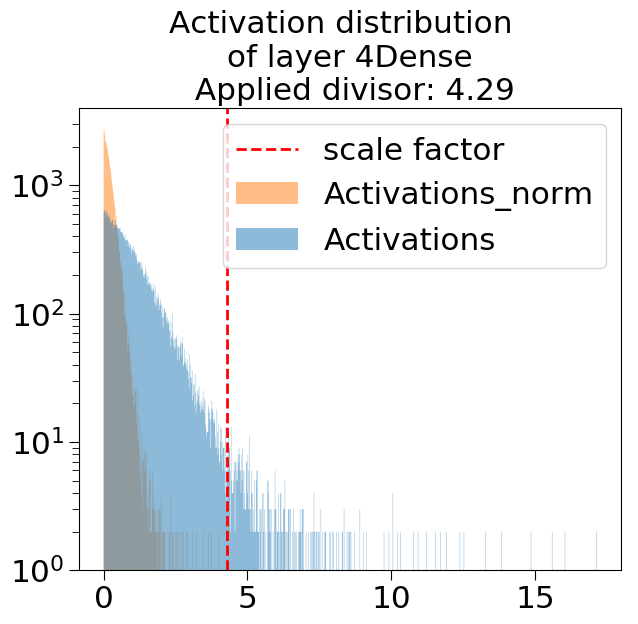 Activation distribution
of layer 4Dense
Applied divisor: 4.29
scale factor
Activations_norm
Activations
10³
10²
10¹
10⁰
0 5 10 15